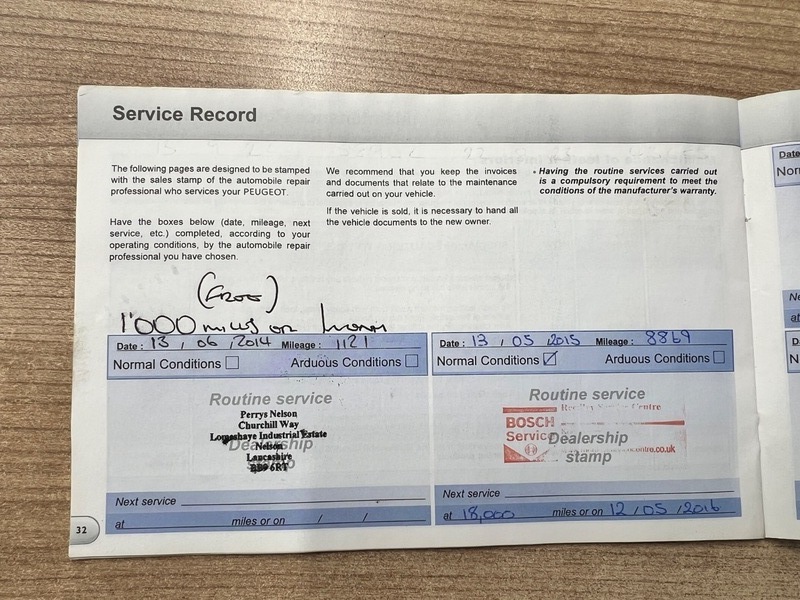 Service Record
The following pages are designed to be stamped
with the sales stamp of the automobile repair
professional who services your PEUGEOT.
Have the boxes below (date, mileage, next
service, etc.) completed, according to your
operating conditions, by the automobile repair
professional you have chosen.
We recommend that you keep the invoices
and documents that relate to the maintenance
carried out on your vehicle.
If the vehicle is sold, it is necessary to hand all
the vehicle documents to the new owner.
• Having the routine services carried out
is a compulsory requirement to meet the
conditions of the manufacturer's warranty.
1'000 miles or
Date : 13 / 06 / 2014 Mileage : 1121
Normal Conditions Arduous Conditions
Routine service
Perrys Nelson
Churchill Way
Lomeshaye Industrial Estate
Nelson
Lancashire
BB9 6RT
Dealership
stamp
Next service
at miles or on / /
Date : 13 / 05 / 2015 Mileage : 8869
Normal Conditions Arduous Conditions
Routine service
Centre
BOSCH
Service
Dealership
stamp
Next service
at 18,000 miles or on 12 / 05 / 2016
32
Date